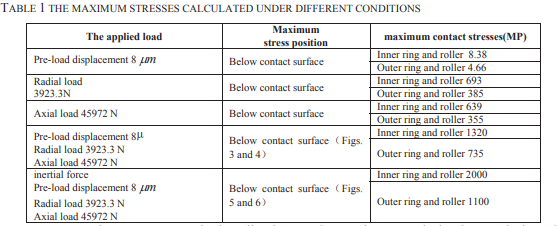 TABLE 1 THE MAXIMUM STRESSES CALCULATED UNDER DIFFERENT CONDITIONS
The applied load
Maximum
stress position
maximum contact stresses(MP)
Pre-load displacement 8 μm
Below contact surface
Inner ring and roller 8.38
Outer ring and roller 4.66
Radial load
3923.3N
Below contact surface
Inner ring and roller 693
Outer ring and roller 385
Axial load 45972 N
Below contact surface
Inner ring and roller 639
Outer ring and roller 355
Pre-load displacement 8μ
Radial load 3923.3 N
Axial load 45972 N
Below contact surface（Figs.
3 and 4）
Inner ring and roller 1320
Outer ring and roller 735
inertial force
Pre-load displacement 8 μm
Radial load 3923.3 N
Axial load 45972 N
Below contact surface（Figs.
5 and 6）
Inner ring and roller 2000
Outer ring and roller 1100